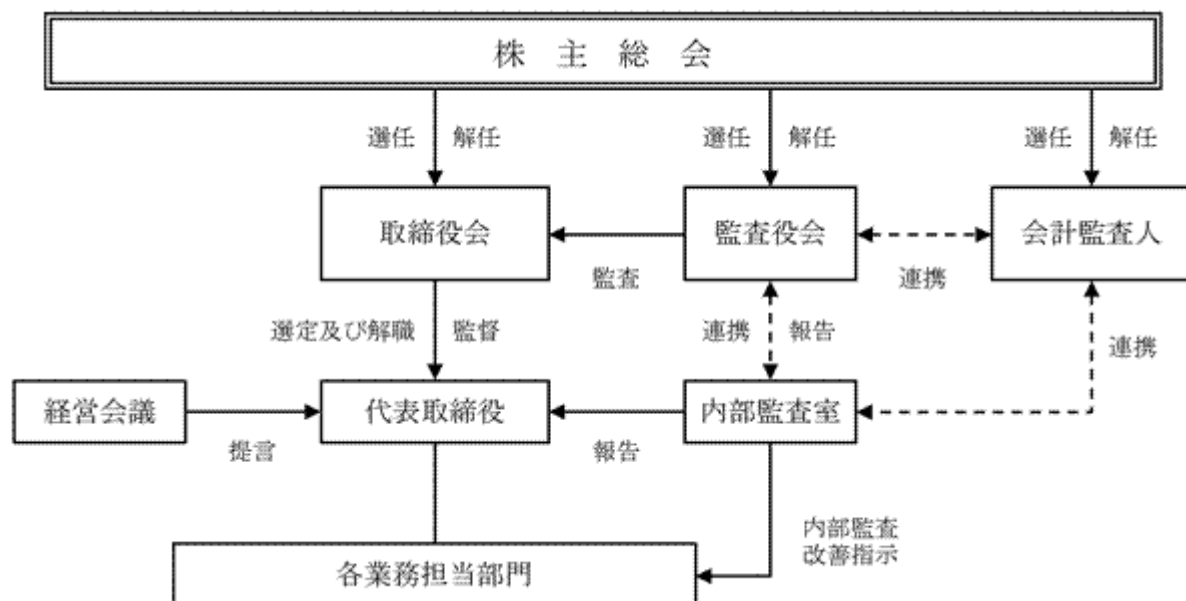 株主総会
選任 解任
選任 解任
選任 解任
取締役会
監査役会
会計監査人
監査
連携
選定及び解職 監督
連携 報告
連携
経営会議
代表取締役
内部監査室
提言
報告
内部監査
改善指示
各業務担当部門